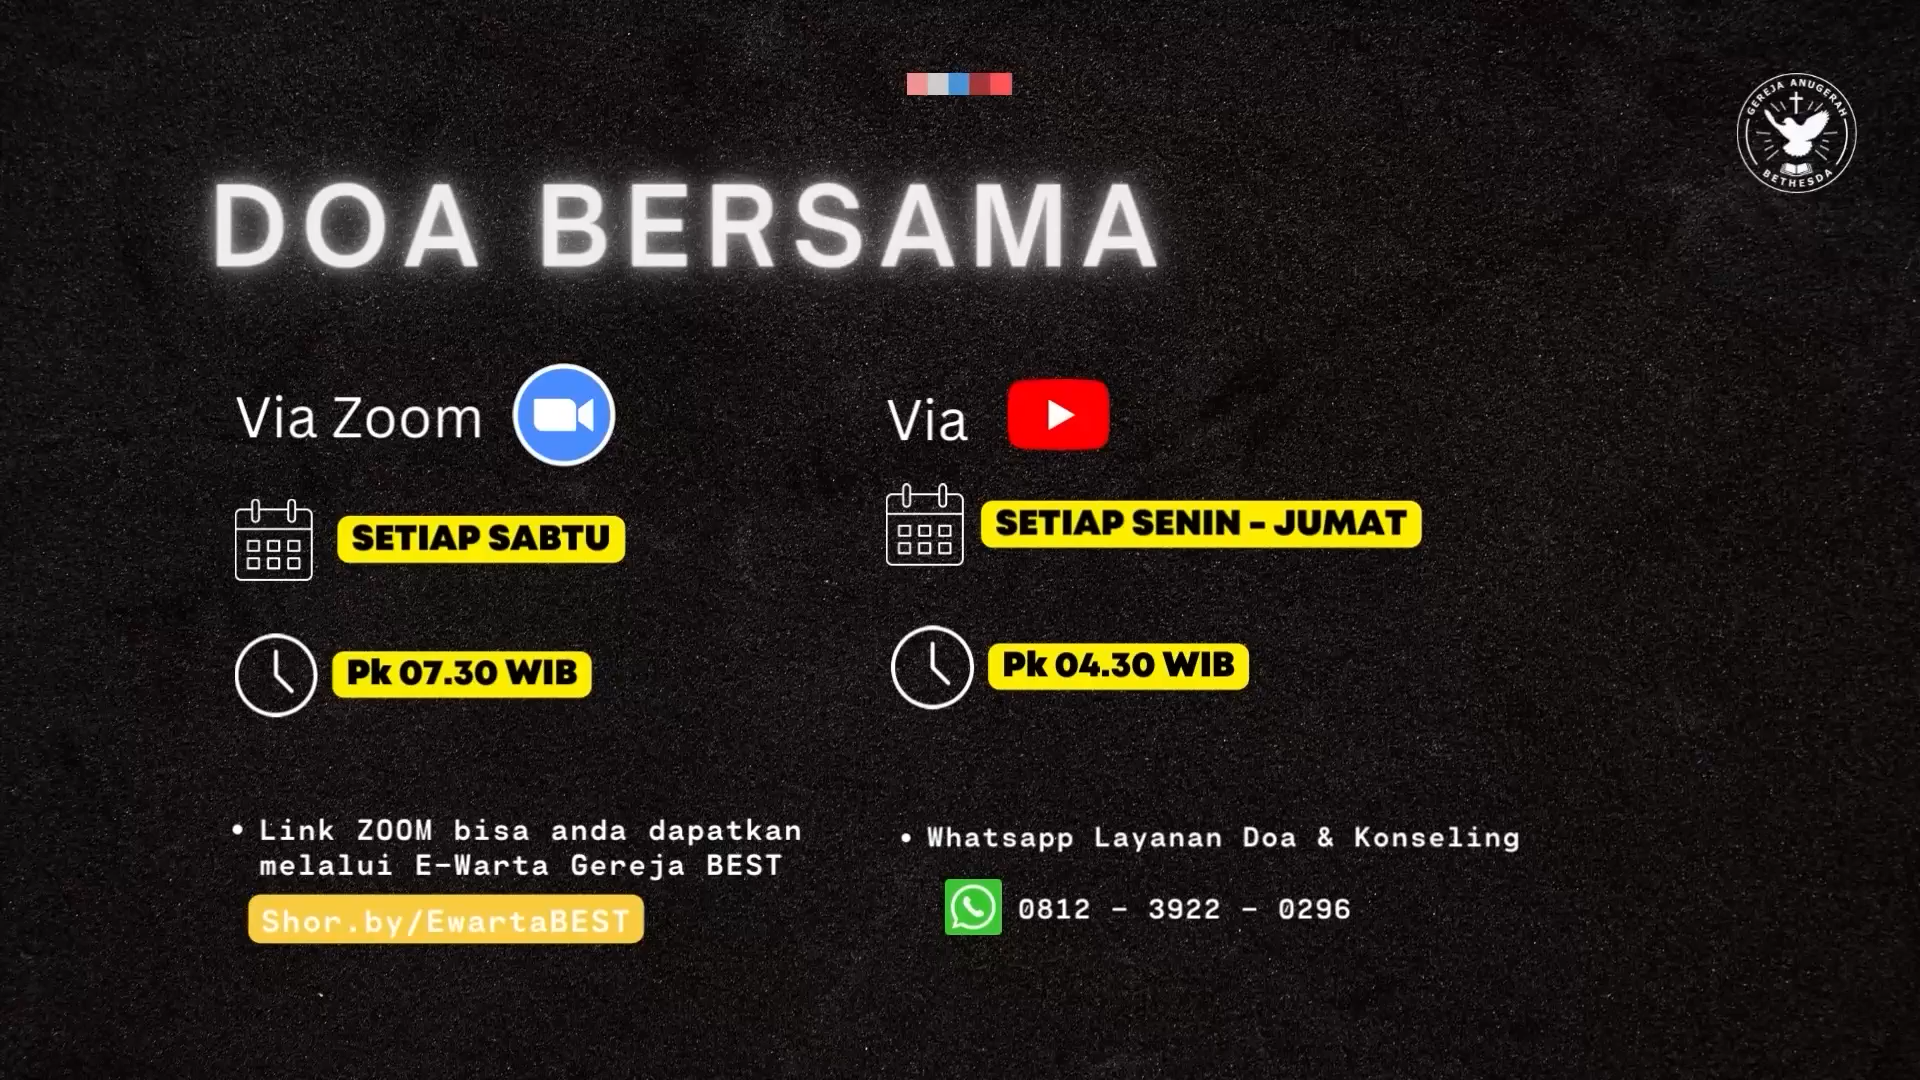 GEREJA ANUGERAH
BETHESDA
DOA BERSAMA
Via Zoom
SETIAP SABTU
Pk 07.30 WIB
• Link ZOOM bisa anda dapatkan
melalui E-Warta Gereja BEST
Shor.by/EwartaBEST
Via
SETIAP SENIN - JUMAT
Pk 04.30 WIB
• Whatsapp Layanan Doa & Konseling
0812 - 3922 - 0296